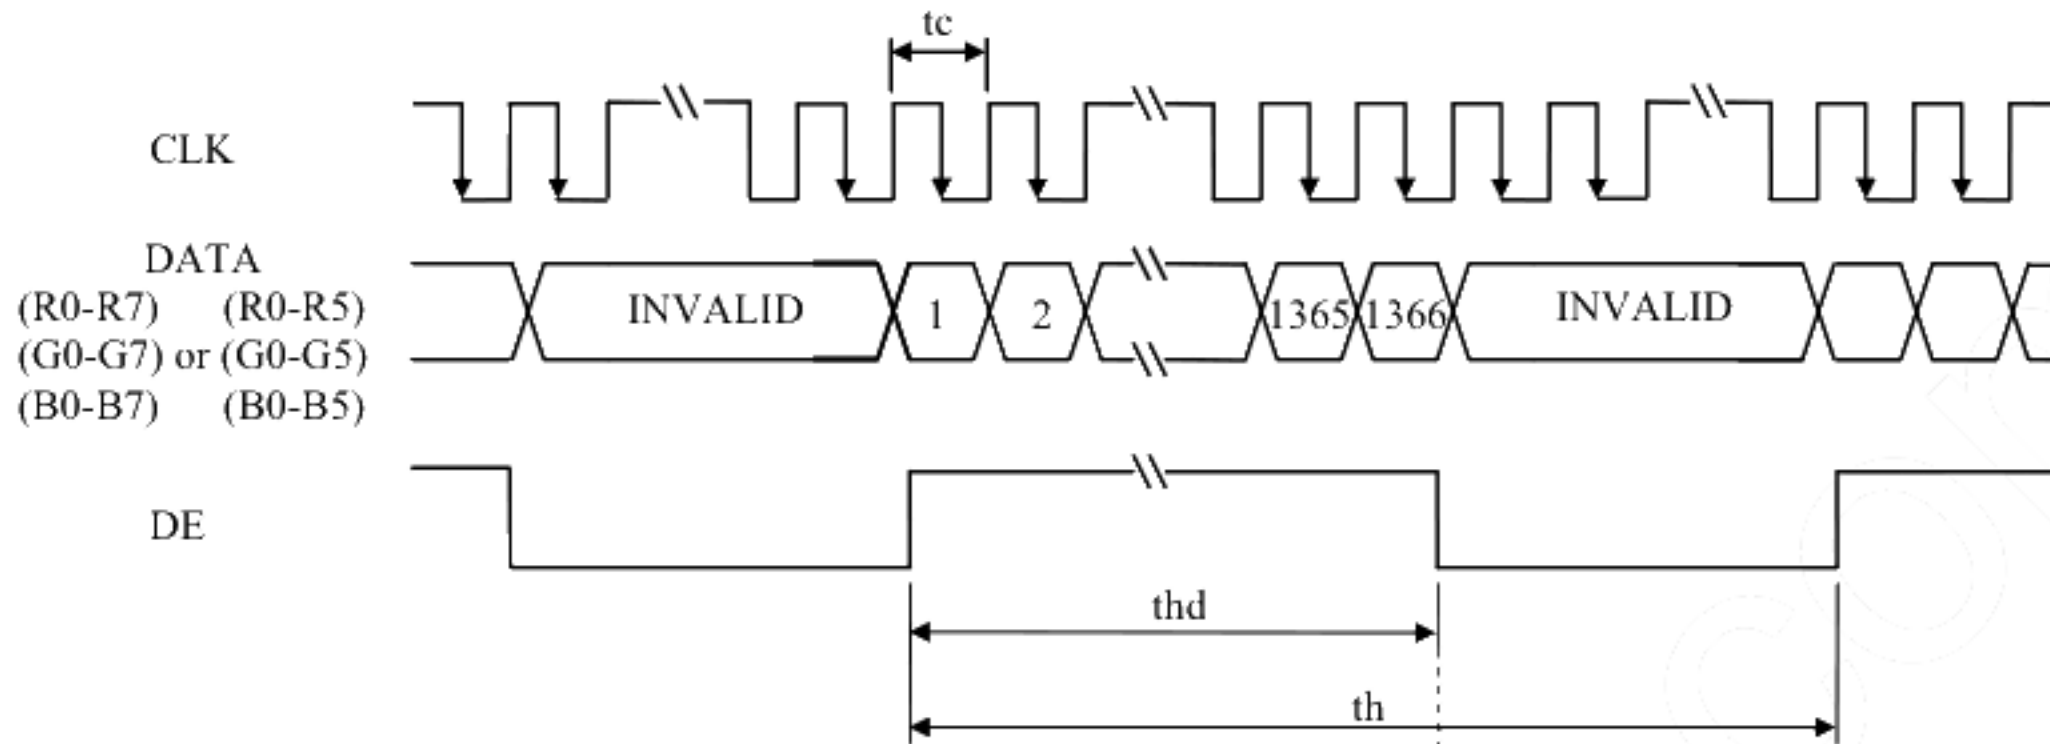 tc
CLK
DATA
(R0-R7) (R0-R5)
(G0-G7) or (G0-G5)
(B0-B7) (B0-B5)
INVALID 1 2 1365 1366 INVALID
DE
thd
th